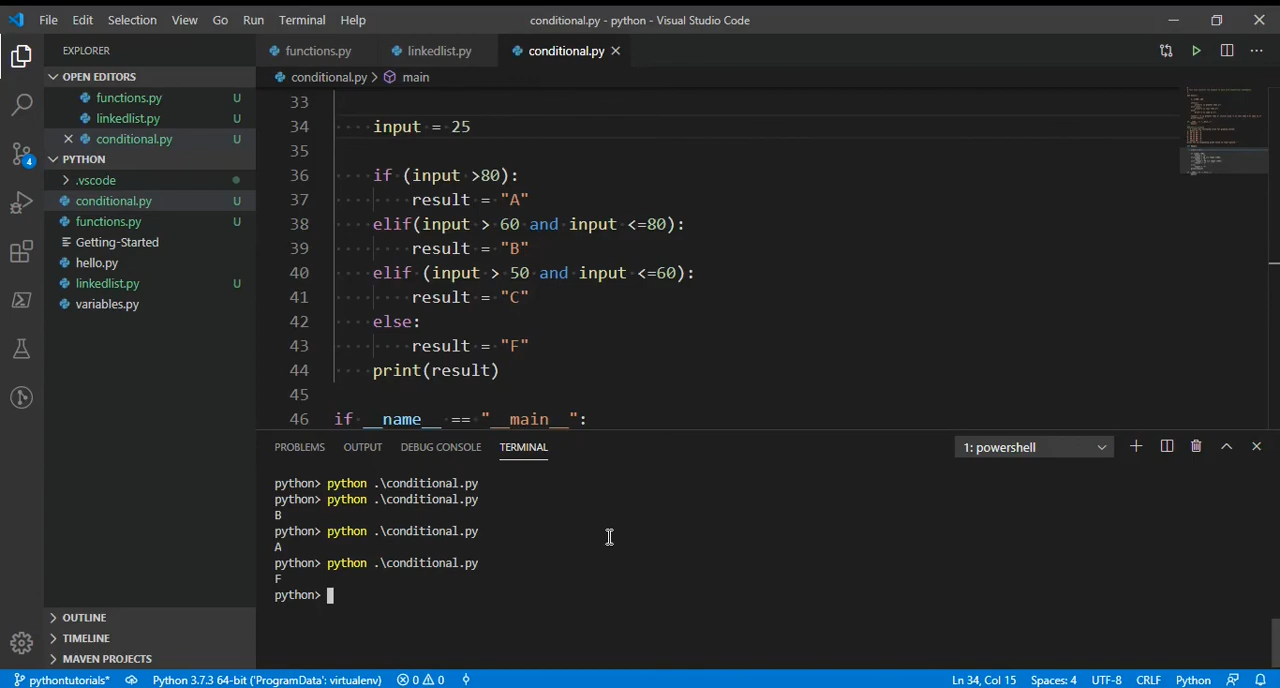 File Edit Selection View Go Run Terminal Help
conditional.py - python - Visual Studio Code
EXPLORER
functions.py
linkedlist.py
conditional.py
OPEN EDITORS
functions.py U
linkedlist.py U
conditional.py U
PYTHON
.vscode
conditional.py U
functions.py U
Getting-Started
hello.py
linkedlist.py U
variables.py
4
conditional.py > main
33
34 input = 25
35
36 if (input >80):
37 result = "A"
38 elif(input > 60 and input <=80):
39 result = "B"
40 elif (input > 50 and input <=60):
41 result = "C"
42 else:
43 result = "F"
44 print(result)
45
46 if __name__ == "__main__":
PROBLEMS OUTPUT DEBUG CONSOLE TERMINAL
1: powershell
python> python .\conditional.py
python> python .\conditional.py
B
python> python .\conditional.py
A
python> python .\conditional.py
F
python>
OUTLINE
TIMELINE
MAVEN PROJECTS
pythontutorials* Python 3.7.3 64-bit ('ProgramData': virtualenv) 0 0 Ln 34, Col 15 Spaces: 4 UTF-8 CRLF Python